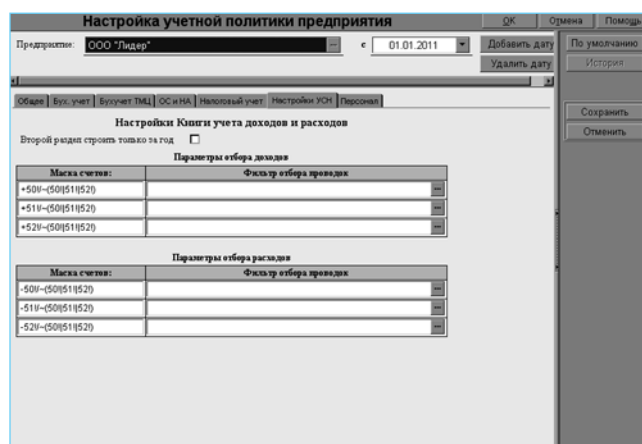 Настройка учетной политики предприятия
ОК Отмена Помощь
Предприятие: ООО "Лидер" ... с 01.01.2011 Добавить дату По умолчанию
Удалить дату История
Общее Бух. учет Бухучет ТМЦ ОС и НА Налоговый учет Настройки УСН Персонал
Сохранить
Настройки Книги учета доходов и расходов
Отменить
Второй раздел строить только за год
Параметры отбора доходов
Маска счетов: Фильтр отбора проводок
+50!/~(50!|51!|52!) ...
+51!/~(50!|51!|52!) ...
+52!/~(50!|51!|52!) ...
Параметры отбора расходов
Маска счетов: Фильтр отбора проводок
-50!/~(50!|51!|52!) ...
-51!/~(50!|51!|52!) ...
-52!/~(50!|51!|52!) ...